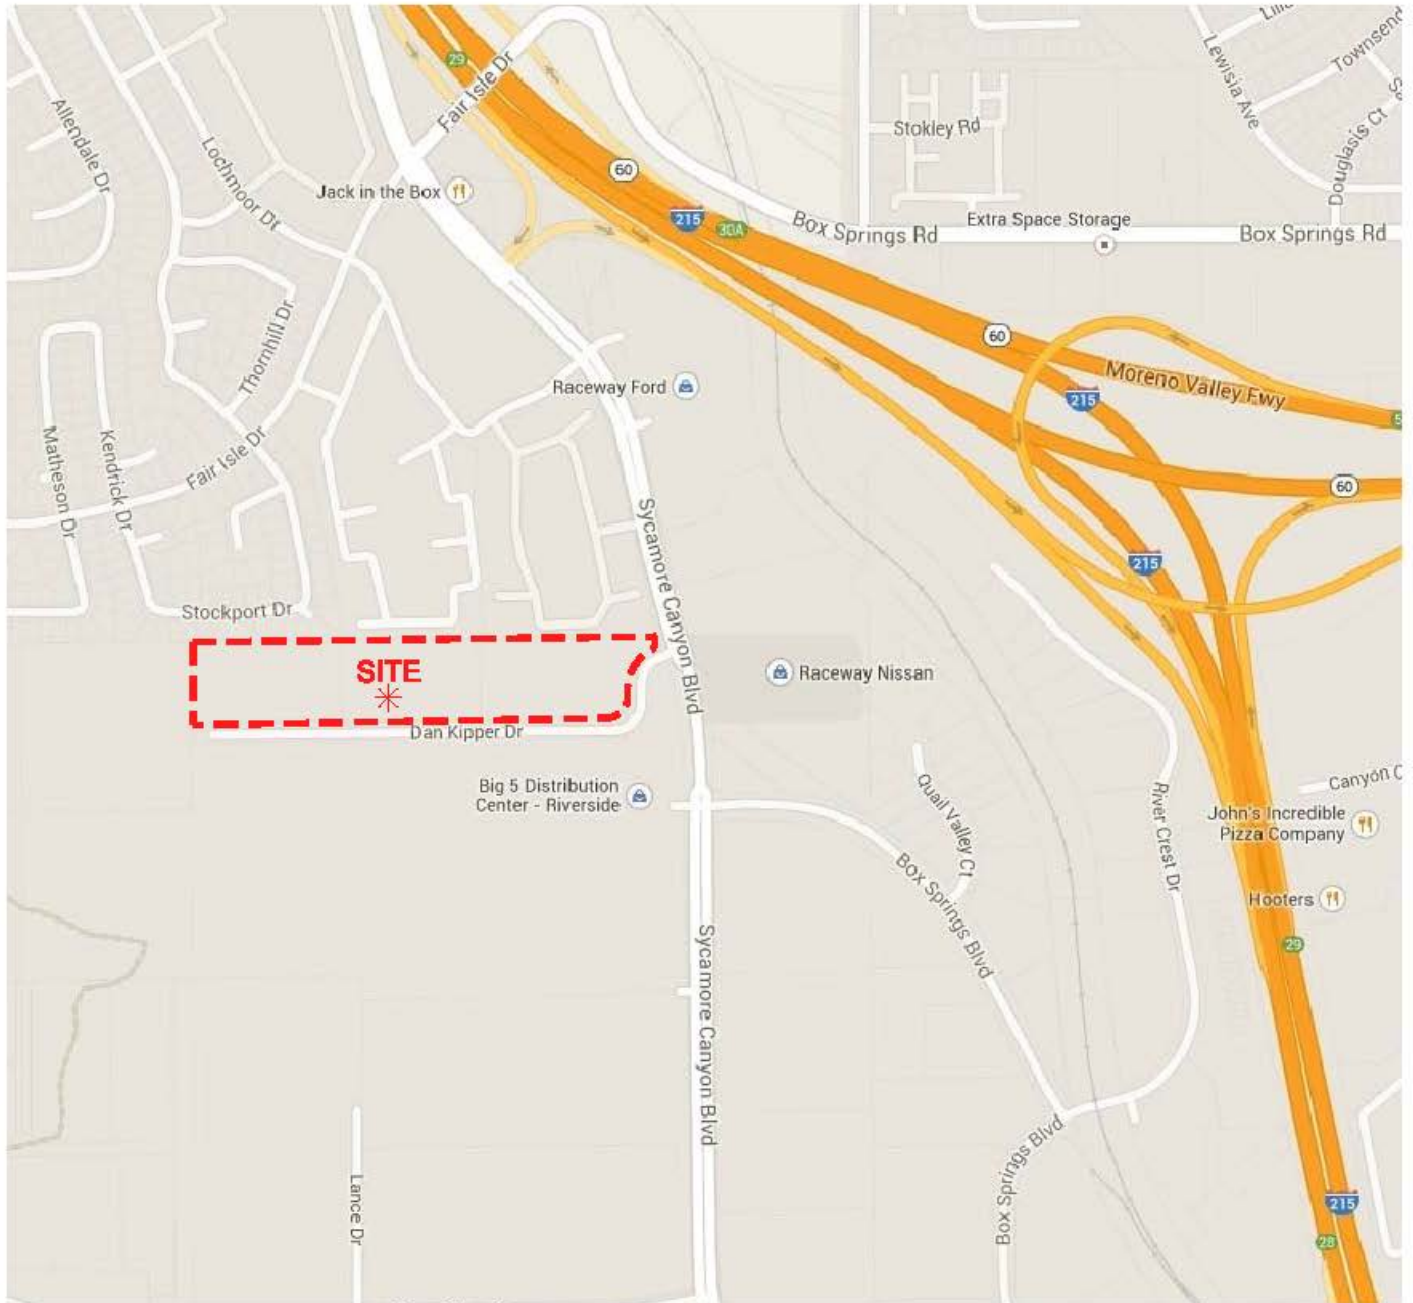 29
Fair Isle Dr
Lewisia Ave
Townsend
Allendale Dr
Lochmoor Dr
Stokley Rd
Douglasis Ct
60
Jack in the Box
215
30A
Box Springs Rd
Extra Space Storage
Box Springs Rd
Thornhill Dr
60
Raceway Ford
215
Moreno Valley Fwy
Matheson Dr
Kendrick Dr
Fair Isle Dr
60
Sycamore Canyon Blvd
215
Stockport Dr
SITE
Raceway Nissan
Dan Kipper Dr
Big 5 Distribution
Center - Riverside
Quail Valley Ct
River Crest Dr
Canyon C
John's Incredible
Pizza Company
Box Springs Blvd
Hooters
29
Sycamore Canyon Blvd
Box Springs Blvd
Lance Dr
215
28